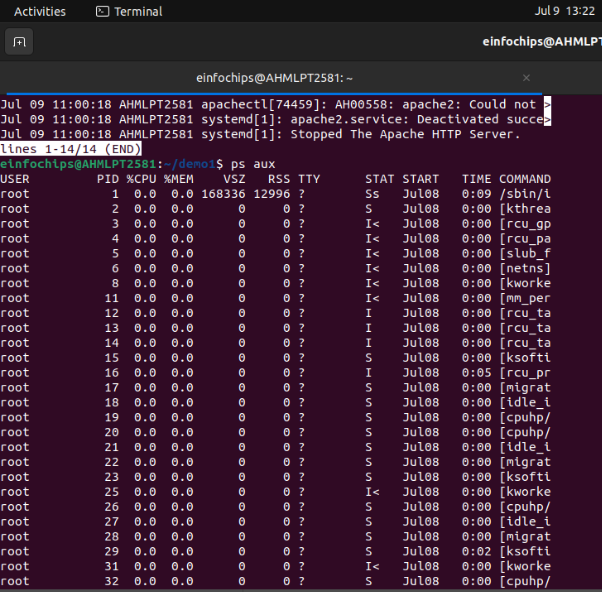 Activities Terminal Jul 9 13:22
einfochips@AHMLPT
einfochips@AHMLPT2581: ~ ×
Jul 09 11:00:18 AHMLPT2581 apachectl[74459]: AH00558: apache2: Could not >
Jul 09 11:00:18 AHMLPT2581 systemd[1]: apache2.service: Deactivated succe>
Jul 09 11:00:18 AHMLPT2581 systemd[1]: Stopped The Apache HTTP Server.
lines 1-14/14 (END)
einfochips@AHMLPT2581:~/demo1$ ps aux
USER PID %CPU %MEM VSZ RSS TTY STAT START TIME COMMAND
root 1 0.0 0.0 168336 12996 ? Ss Jul08 0:09 /sbin/i
root 2 0.0 0.0 0 0 ? S Jul08 0:00 [kthrea
root 3 0.0 0.0 0 0 ? I< Jul08 0:00 [rcu_gp
root 4 0.0 0.0 0 0 ? I< Jul08 0:00 [rcu_pa
root 5 0.0 0.0 0 0 ? I< Jul08 0:00 [slub_f
root 6 0.0 0.0 0 0 ? I< Jul08 0:00 [netns]
root 8 0.0 0.0 0 0 ? I< Jul08 0:00 [kworke
root 11 0.0 0.0 0 0 ? I< Jul08 0:00 [mm_per
root 12 0.0 0.0 0 0 ? I Jul08 0:00 [rcu_ta
root 13 0.0 0.0 0 0 ? I Jul08 0:00 [rcu_ta
root 14 0.0 0.0 0 0 ? I Jul08 0:00 [rcu_ta
root 15 0.0 0.0 0 0 ? S Jul08 0:00 [ksofti
root 16 0.0 0.0 0 0 ? I Jul08 0:05 [rcu_pr
root 17 0.0 0.0 0 0 ? S Jul08 0:00 [migrat
root 18 0.0 0.0 0 0 ? S Jul08 0:00 [idle_i
root 19 0.0 0.0 0 0 ? S Jul08 0:00 [cpuhp/
root 20 0.0 0.0 0 0 ? S Jul08 0:00 [cpuhp/
root 21 0.0 0.0 0 0 ? S Jul08 0:00 [idle_i
root 22 0.0 0.0 0 0 ? S Jul08 0:00 [migrat
root 23 0.0 0.0 0 0 ? S Jul08 0:00 [ksofti
root 25 0.0 0.0 0 0 ? I< Jul08 0:00 [kworke
root 26 0.0 0.0 0 0 ? S Jul08 0:00 [cpuhp/
root 27 0.0 0.0 0 0 ? S Jul08 0:00 [idle_i
root 28 0.0 0.0 0 0 ? S Jul08 0:00 [migrat
root 29 0.0 0.0 0 0 ? S Jul08 0:02 [ksofti
root 31 0.0 0.0 0 0 ? I< Jul08 0:00 [kworke
root 32 0.0 0.0 0 0 ? S Jul08 0:00 [cpuhp/